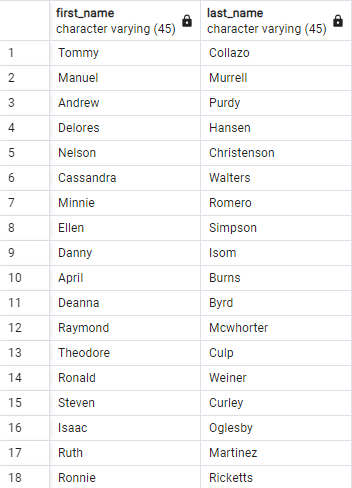 first_name last_name
character varying (45) character varying (45)
1 Tommy Collazo
2 Manuel Murrell
3 Andrew Purdy
4 Delores Hansen
5 Nelson Christenson
6 Cassandra Walters
7 Minnie Romero
8 Ellen Simpson
9 Danny Isom
10 April Burns
11 Deanna Byrd
12 Raymond Mcwhorter
13 Theodore Culp
14 Ronald Weiner
15 Steven Curley
16 Isaac Oglesby
17 Ruth Martinez
18 Ronnie Ricketts